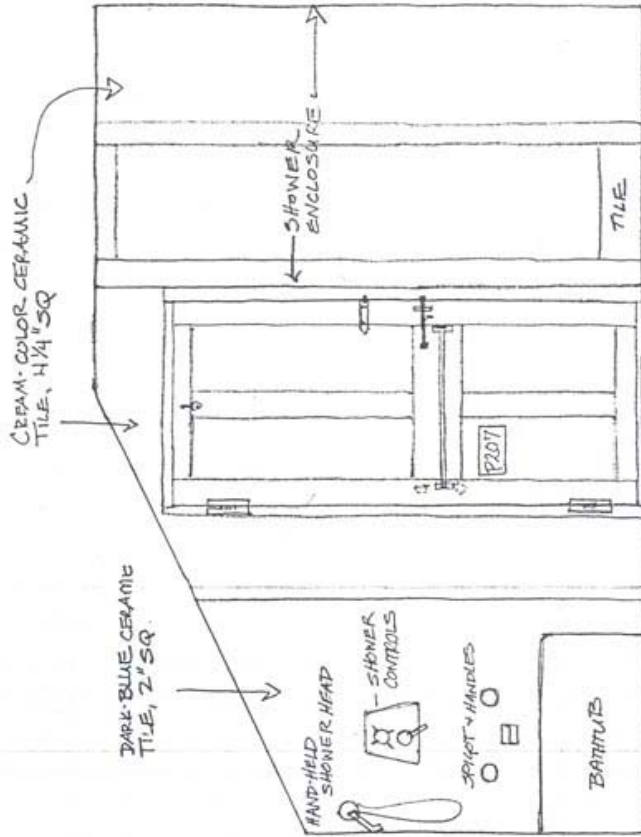 CREAM-COLOR CERAMIC
TILE, 4 1/4" SQ
DARK-BLUE CERAMIC
TILE, 2" SQ.
HAND-HELD
SHOWER HEAD
SHOWER
CONTROLS
SPIGOT & HANDLES
BATHTUB
P207
SHOWER
ENCLOSURE
TILE